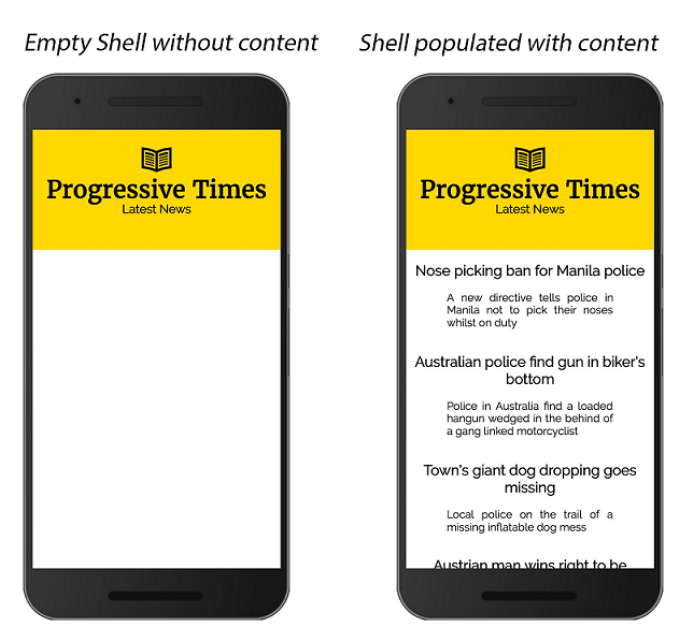 Empty Shell without content
Shell populated with content
Progressive Times
Latest News
Progressive Times
Latest News
Nose picking ban for Manila police
A new directive tells police in
Manila not to pick their noses
whilst on duty
Australian police find gun in biker's
bottom
Police in Australia find a loaded
hangun wedged in the behind of
a gang linked motorcyclist
Town's giant dog dropping goes
missing
Local police on the trail of a
missing inflatable dog mess
Austrian man wins right to be